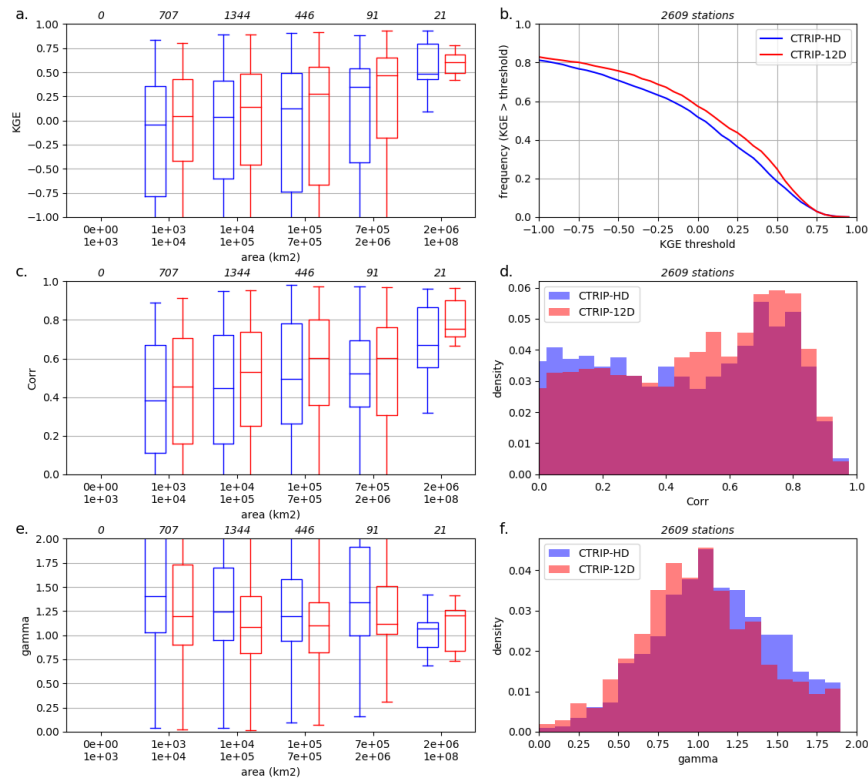 a.
0 707 1344 446 91 21
1.00
0.75
0.50
0.25
0.00
−0.25
−0.50
−0.75
−1.00
KGE
0e+00 1e+03 1e+04 1e+05 7e+05 2e+06
1e+03 1e+04 1e+05 7e+05 2e+06 1e+08
area (km2)
b.
2609 stations
CTRIP-HD
CTRIP-12D
1.0
0.8
0.6
0.4
0.2
0.0
frequency (KGE > threshold)
−1.00 −0.75 −0.50 −0.25 0.00 0.25 0.50 0.75 1.00
KGE threshold
c.
0 707 1344 446 91 21
1.0
0.8
0.6
0.4
0.2
0.0
Corr
0e+00 1e+03 1e+04 1e+05 7e+05 2e+06
1e+03 1e+04 1e+05 7e+05 2e+06 1e+08
area (km2)
d.
2609 stations
CTRIP-HD
CTRIP-12D
0.06
0.05
0.04
0.03
0.02
0.01
0.00
density
0.0 0.2 0.4 0.6 0.8 1.0
Corr
e.
0 707 1344 446 91 21
2.00
1.75
1.50
1.25
1.00
0.75
0.50
0.25
0.00
gamma
0e+00 1e+03 1e+04 1e+05 7e+05 2e+06
1e+03 1e+04 1e+05 7e+05 2e+06 1e+08
area (km2)
f.
2609 stations
CTRIP-HD
CTRIP-12D
0.04
0.03
0.02
0.01
0.00
density
0.00 0.25 0.50 0.75 1.00 1.25 1.50 1.75 2.00
gamma